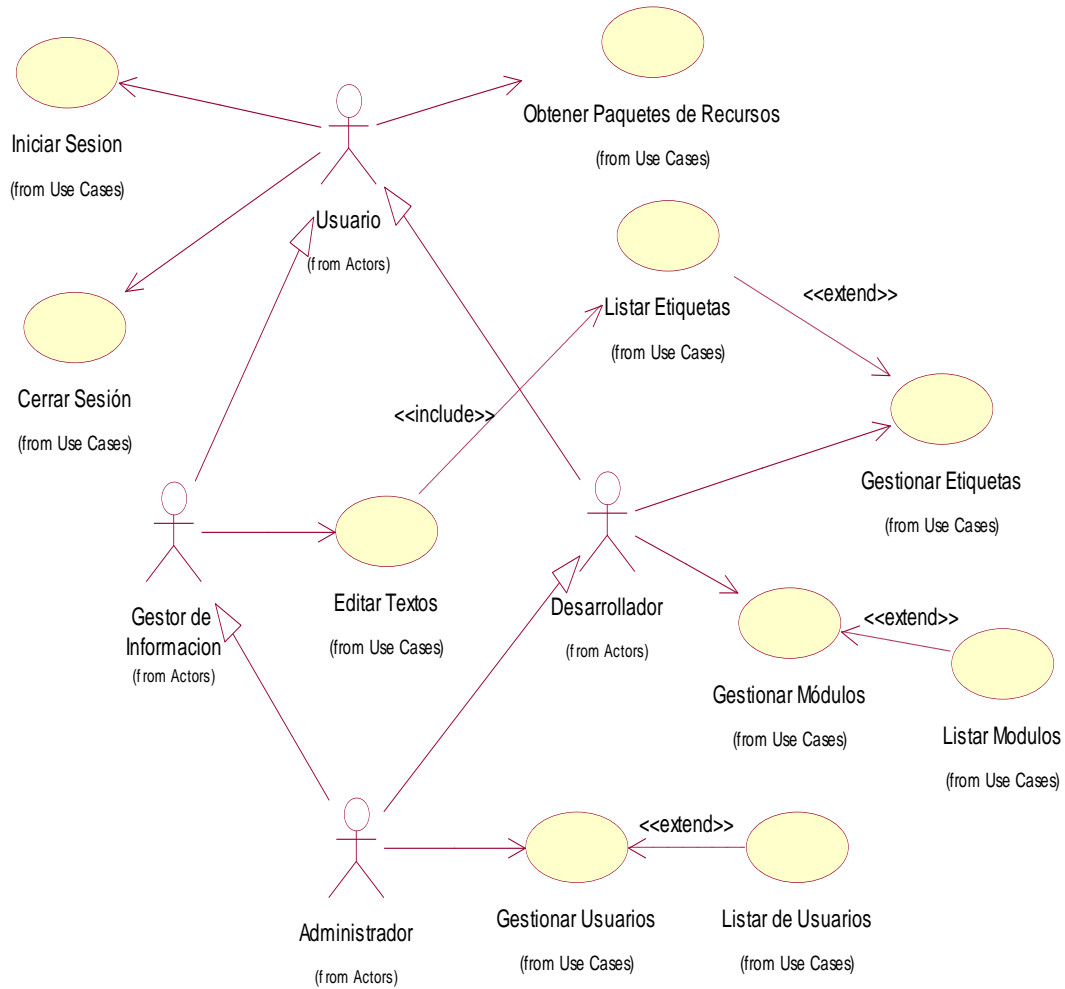 Obtener Paquetes de Recursos
(from Use Cases)
Iniciar Sesion
(from Use Cases)
Usuario
(from Actors)
<<extend>>
Listar Etiquetas
(from Use Cases)
Cerrar Sesión
(from Use Cases)
<<include>>
Gestionar Etiquetas
(from Use Cases)
Editar Textos
(from Use Cases)
Desarrollador
(from Actors)
Gestor de
Informacion
(from Actors)
<<extend>>
Gestionar Módulos
(from Use Cases)
Listar Modulos
(from Use Cases)
<<extend>>
Administrador
(from Actors)
Gestionar Usuarios
(from Use Cases)
Listar de Usuarios
(from Use Cases)